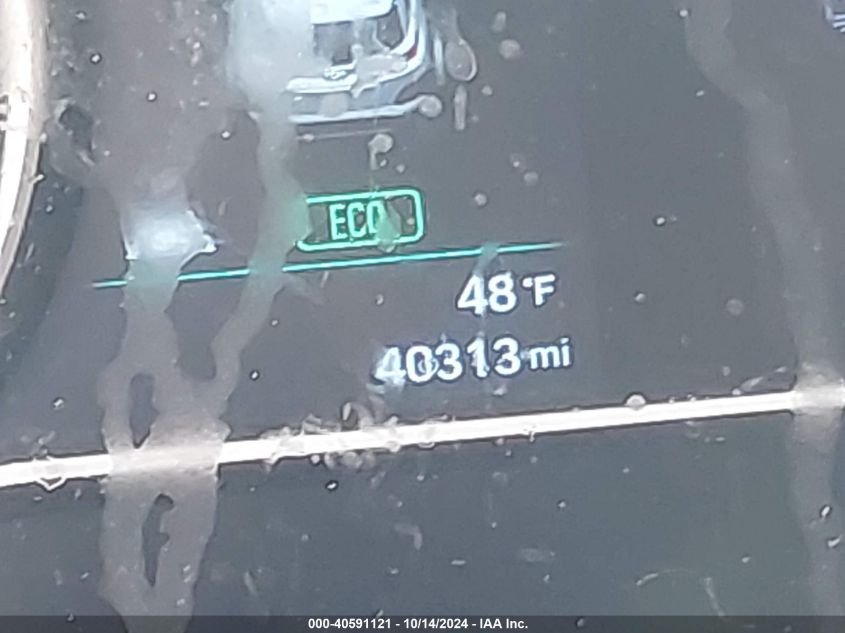 ECO
48°F
40313 mi
000-40591121 - 10/14/2024 - IAA Inc.